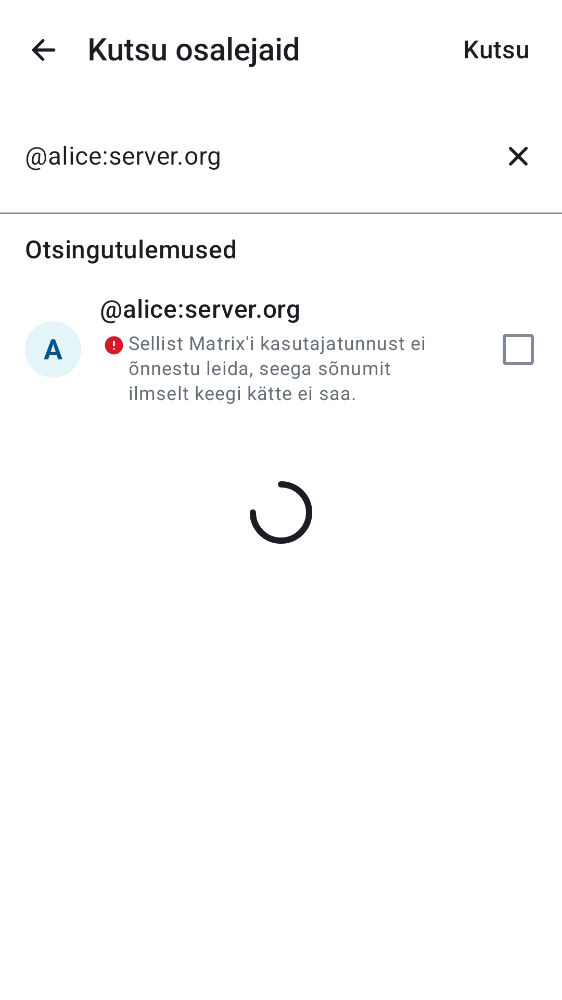 Kutsu osalejaid
Kutsu
@alice:server.org
Otsingutulemused
@alice:server.org
A
Sellist Matrix'i kasutajatunnust ei
õnnestu leida, seega sõnumit
ilmselt keegi kätte ei saa.